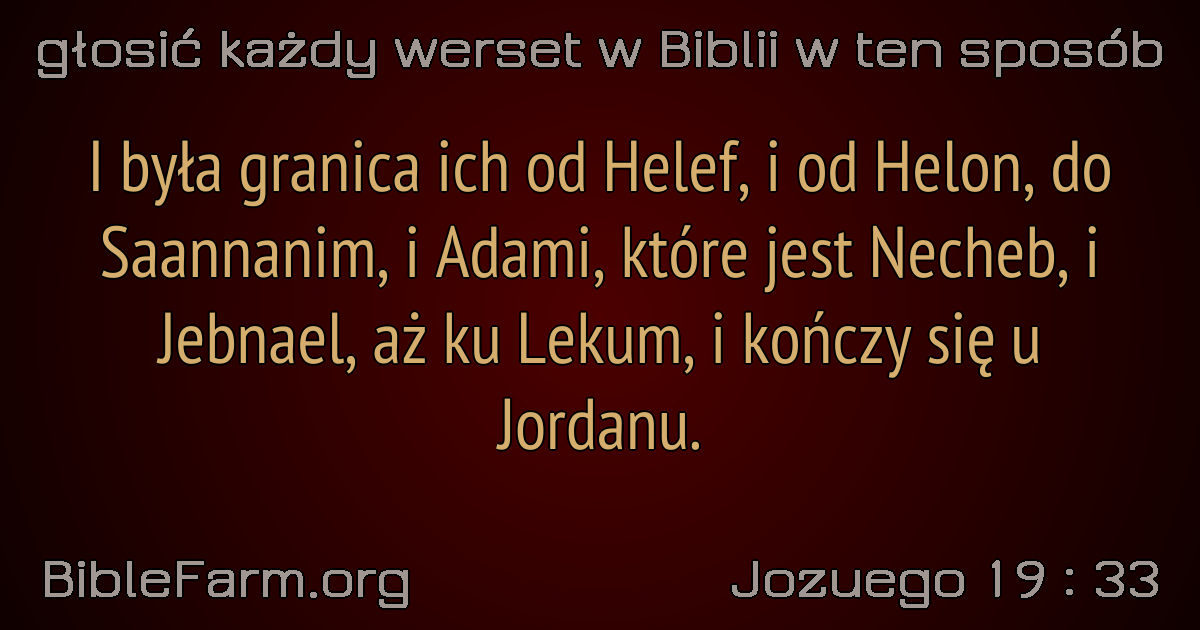 głosić każdy werset w Biblii w ten sposób
I była granica ich od Helef, i od Helon, do
Saannanim, i Adami, które jest Necheb, i
Jebnael, aż ku Lekum, i kończy się u
Jordanu.
BibleFarm.org
Jozuego 19 : 33